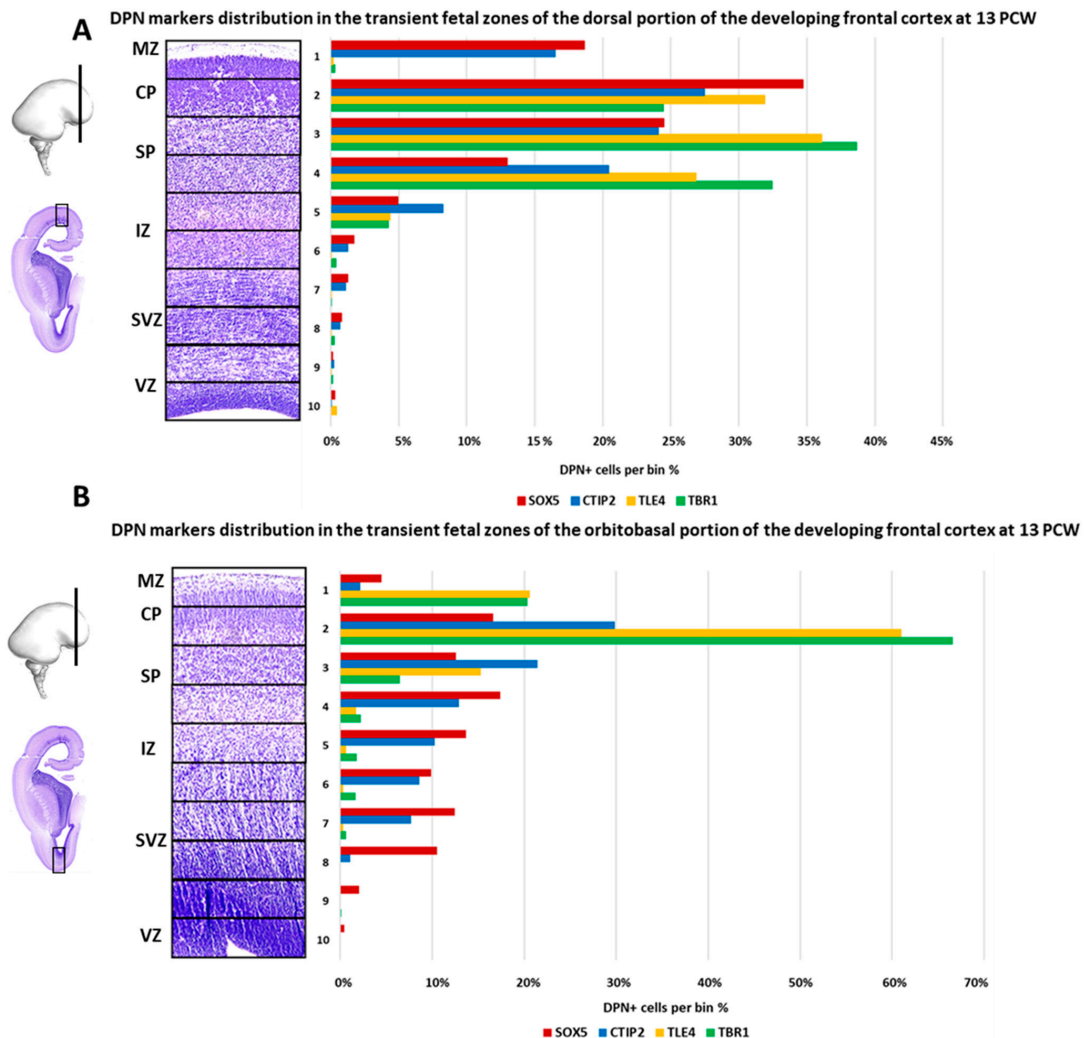 A
DPN markers distribution in the transient fetal zones of the dorsal portion of the developing frontal cortex at 13 PCW
MZ
CP
SP
IZ
SVZ
VZ
1
2
3
4
5
6
7
8
9
10
0% 5% 10% 15% 20% 25% 30% 35% 40% 45%
DPN+ cells per bin %
SOX5 CTIP2 TLE4 TBR1
B
DPN markers distribution in the transient fetal zones of the orbitobasal portion of the developing frontal cortex at 13 PCW
MZ
CP
SP
IZ
SVZ
VZ
1
2
3
4
5
6
7
8
9
10
0% 10% 20% 30% 40% 50% 60% 70%
DPN+ cells per bin %
SOX5 CTIP2 TLE4 TBR1